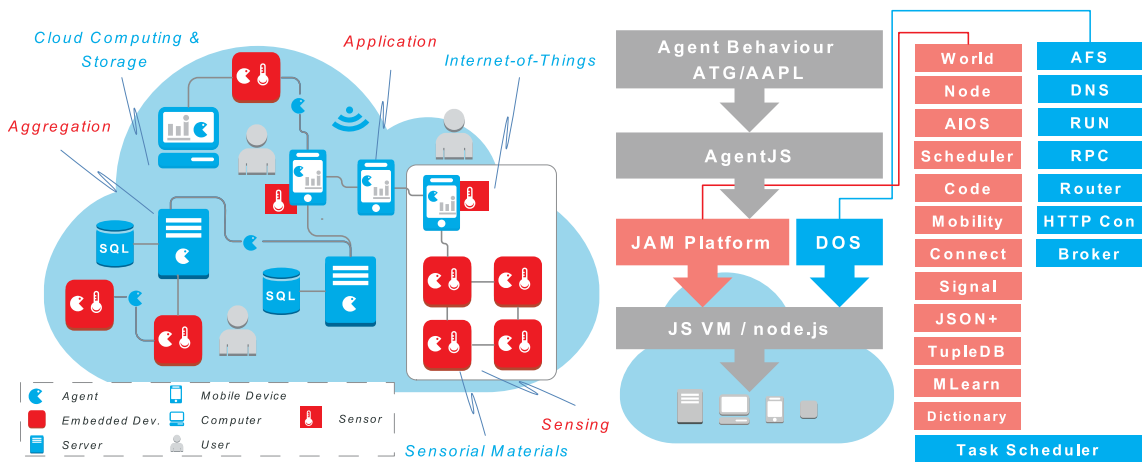 Cloud Computing &
Storage
Application
Internet-of-Things
Aggregation
SQL
SQL
Agent
Embedded Dev.
Server
Mobile Device
Computer
User
Sensor
Sensing
Sensorial Materials
Agent Behaviour
ATG/AAPL
AgentJS
JAM Platform
DOS
JS VM / node.js
World
Node
AIOS
Scheduler
Code
Mobility
Connect
Signal
JSON+
TupleDB
MLearn
Dictionary
AFS
DNS
RUN
RPC
Router
HTTP Con
Broker
Task Scheduler